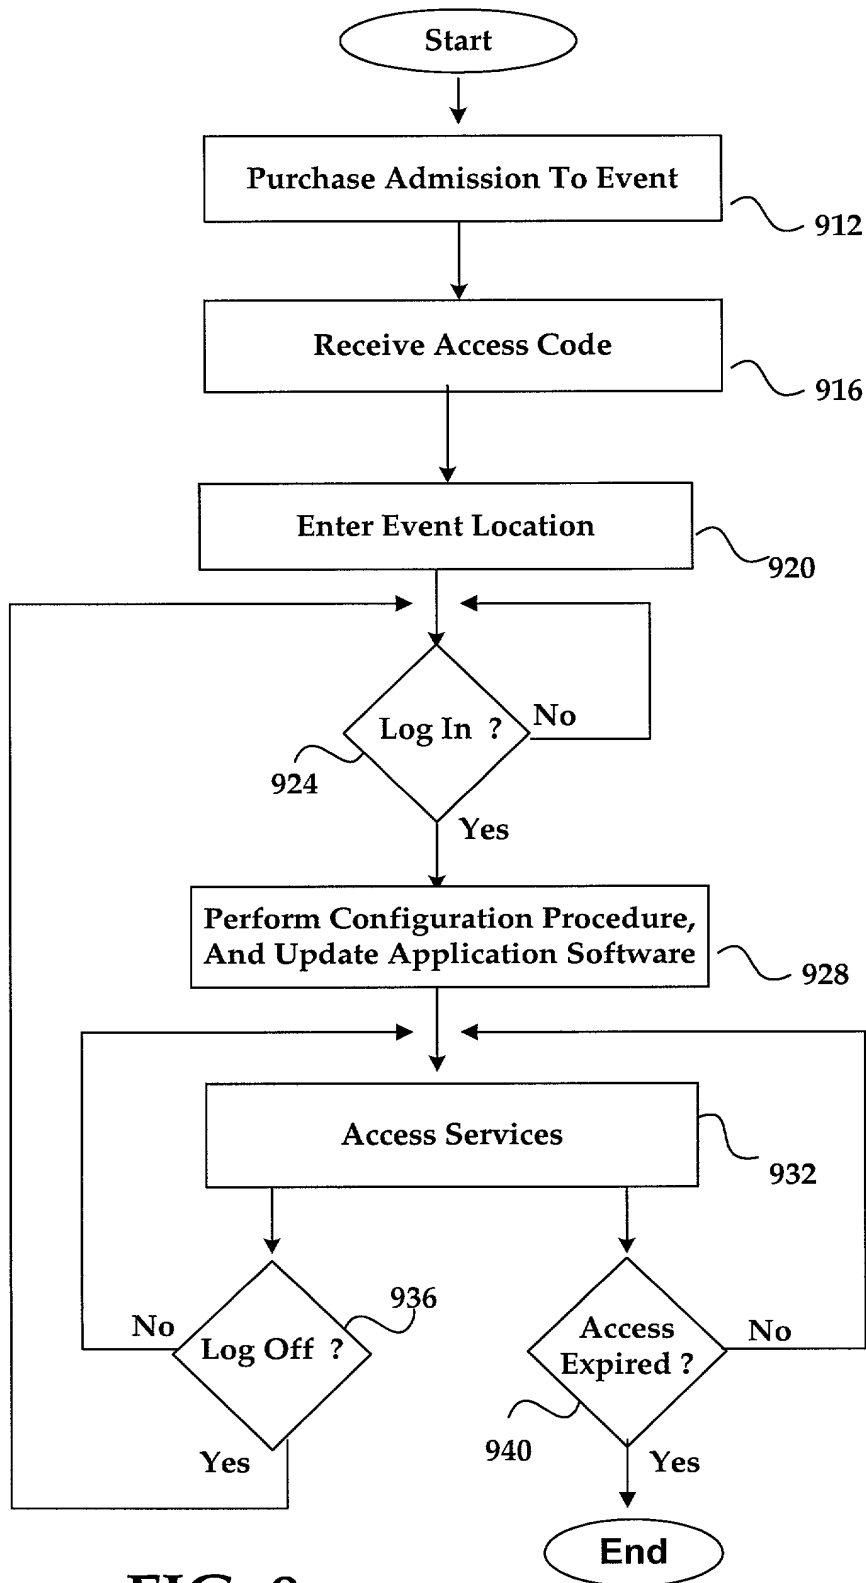 Start
Purchase Admission To Event
912
Receive Access Code
916
Enter Event Location
920
Log In ?
No
924
Yes
Perform Configuration Procedure,
And Update Application Software
928
Access Services
932
936
No
Log Off ?
Access
Expired ?
No
940
Yes
Yes
End
FIG.